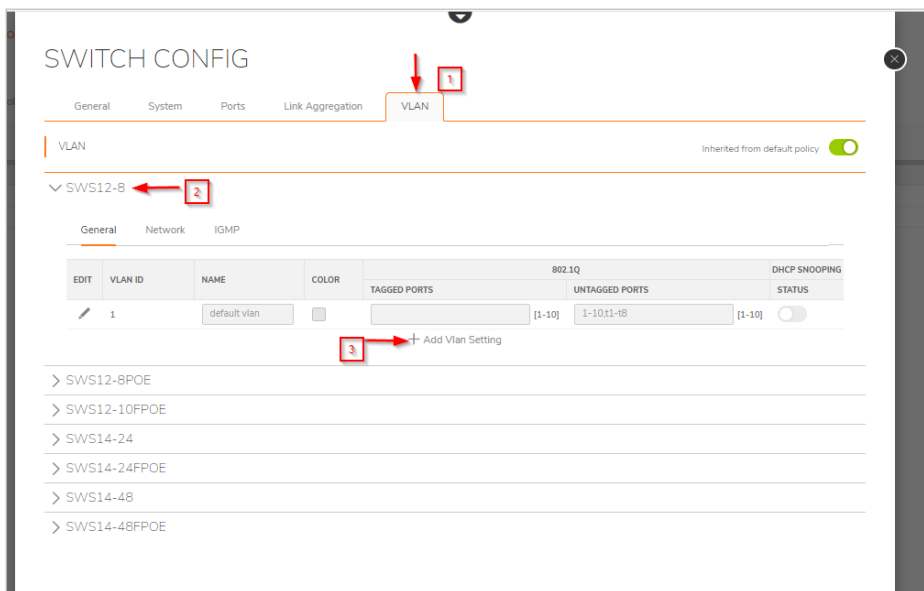 SWITCH CONFIG
1
General System Ports Link Aggregation VLAN
VLAN
Inherited from default policy
SWS12-8
2
General Network IGMP
EDIT VLAN ID NAME COLOR 802.1Q DHCP SNOOPING
TAGGED PORTS UNTAGGED PORTS STATUS
1 default vlan [1-10] 1-10,t1-t8 [1-10]
3
Add Vlan Setting
SWS12-8POE
SWS12-10FPOE
SWS14-24
SWS14-24FPOE
SWS14-48
SWS14-48FPOE